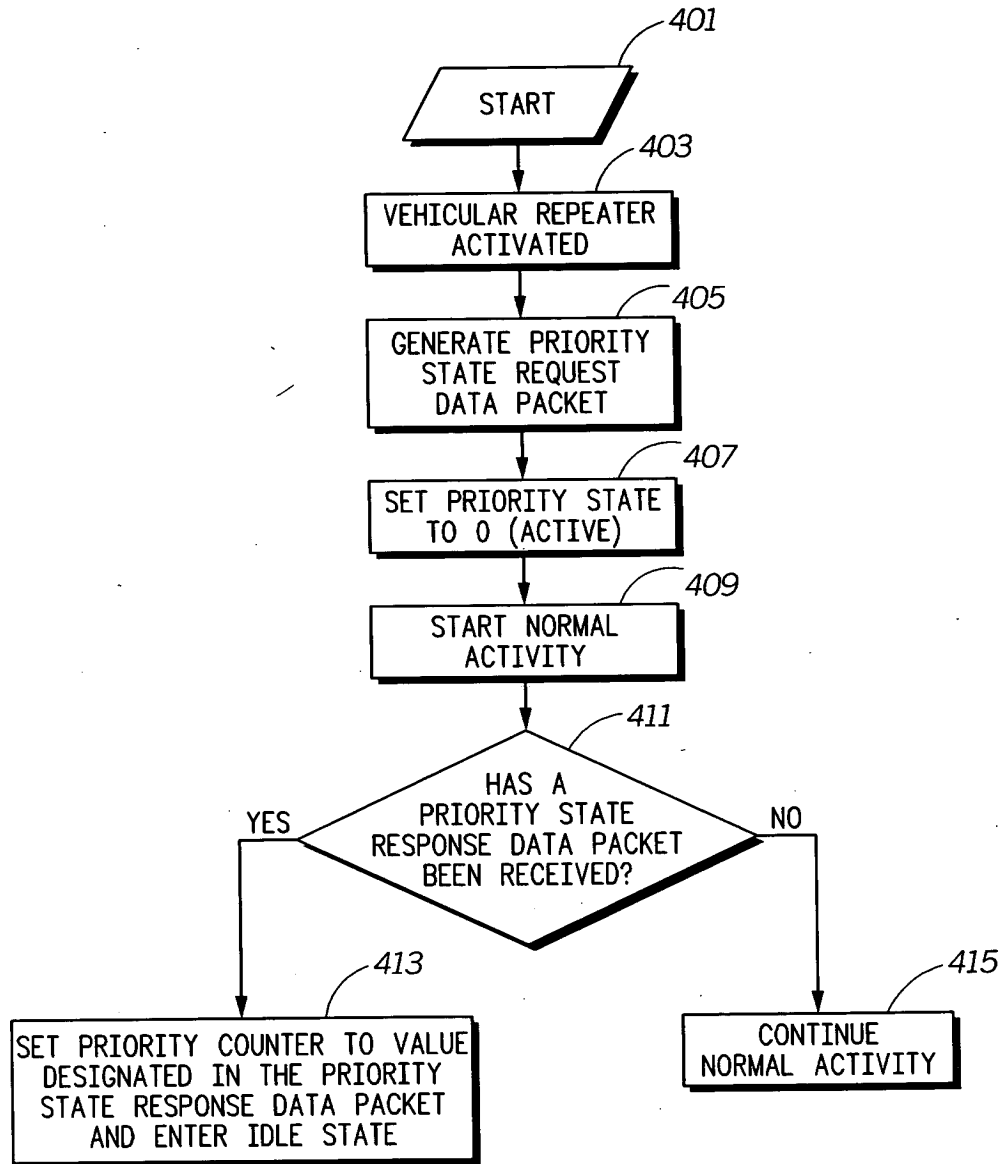 401
START
403
VEHICULAR REPEATER
ACTIVATED
405
GENERATE PRIORITY
STATE REQUEST
DATA PACKET
407
SET PRIORITY STATE
TO 0 (ACTIVE)
409
START NORMAL
ACTIVITY
411
HAS A
PRIORITY STATE
RESPONSE DATA PACKET
BEEN RECEIVED?
YES
NO
413
SET PRIORITY COUNTER TO VALUE
DESIGNATED IN THE PRIORITY
STATE RESPONSE DATA PACKET
AND ENTER IDLE STATE
415
CONTINUE
NORMAL ACTIVITY